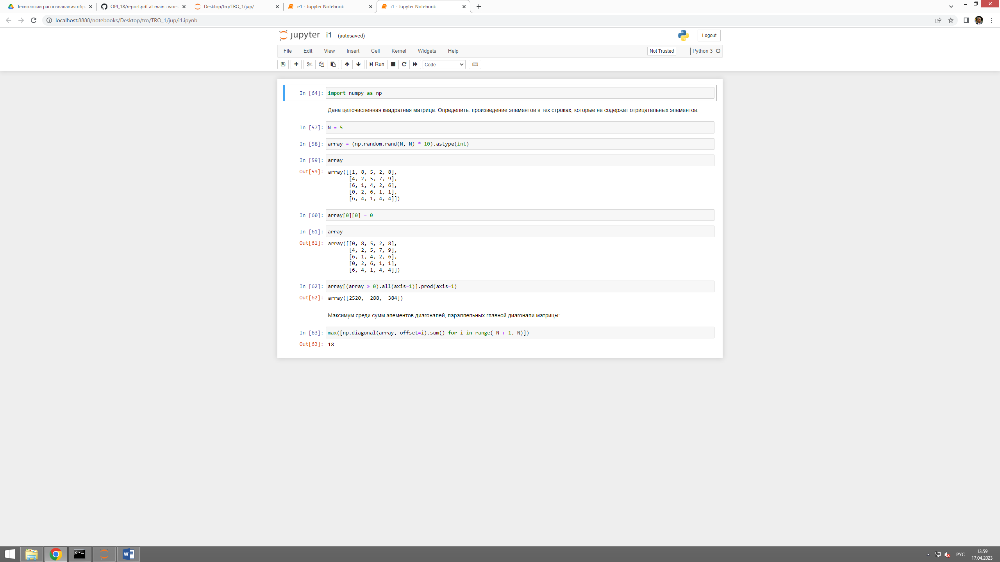 Технологии распознавания обр
OPI_18/report.pdf at main · woes
Desktop/tro/TRO_1/jup/
e1 - Jupyter Notebook
i1 - Jupyter Notebook
localhost:8888/notebooks/Desktop/tro/TRO_1/jup/i1.ipynb
jupyter i1 (autosaved)
Logout
File Edit View Insert Cell Kernel Widgets Help
Not Trusted
Python 3
Run
Code
In [64]: import numpy as np
Дана целочисленная квадратная матрица. Определить: произведение элементов в тех строках, которые не содержат отрицательных элементов:
In [57]: N = 5
In [58]: array = (np.random.rand(N, N) * 10).astype(int)
In [59]: array
Out[59]: array([[1, 8, 5, 2, 8],
[4, 2, 5, 7, 9],
[6, 1, 4, 2, 6],
[0, 2, 6, 1, 1],
[6, 4, 1, 4, 4]])
In [60]: array[0][0] = 0
In [61]: array
Out[61]: array([[0, 8, 5, 2, 8],
[4, 2, 5, 7, 9],
[6, 1, 4, 2, 6],
[0, 2, 6, 1, 1],
[6, 4, 1, 4, 4]])
In [62]: array[(array > 0).all(axis=1)].prod(axis=1)
Out[62]: array([2520,  288,  384])
Максимум среди сумм элементов диагоналей, параллельных главной диагонали матрицы:
In [63]: max([np.diagonal(array, offset=i).sum() for i in range(-N + 1, N)])
Out[63]: 18
C:\._
W
РУС
13:59
17.04.2023